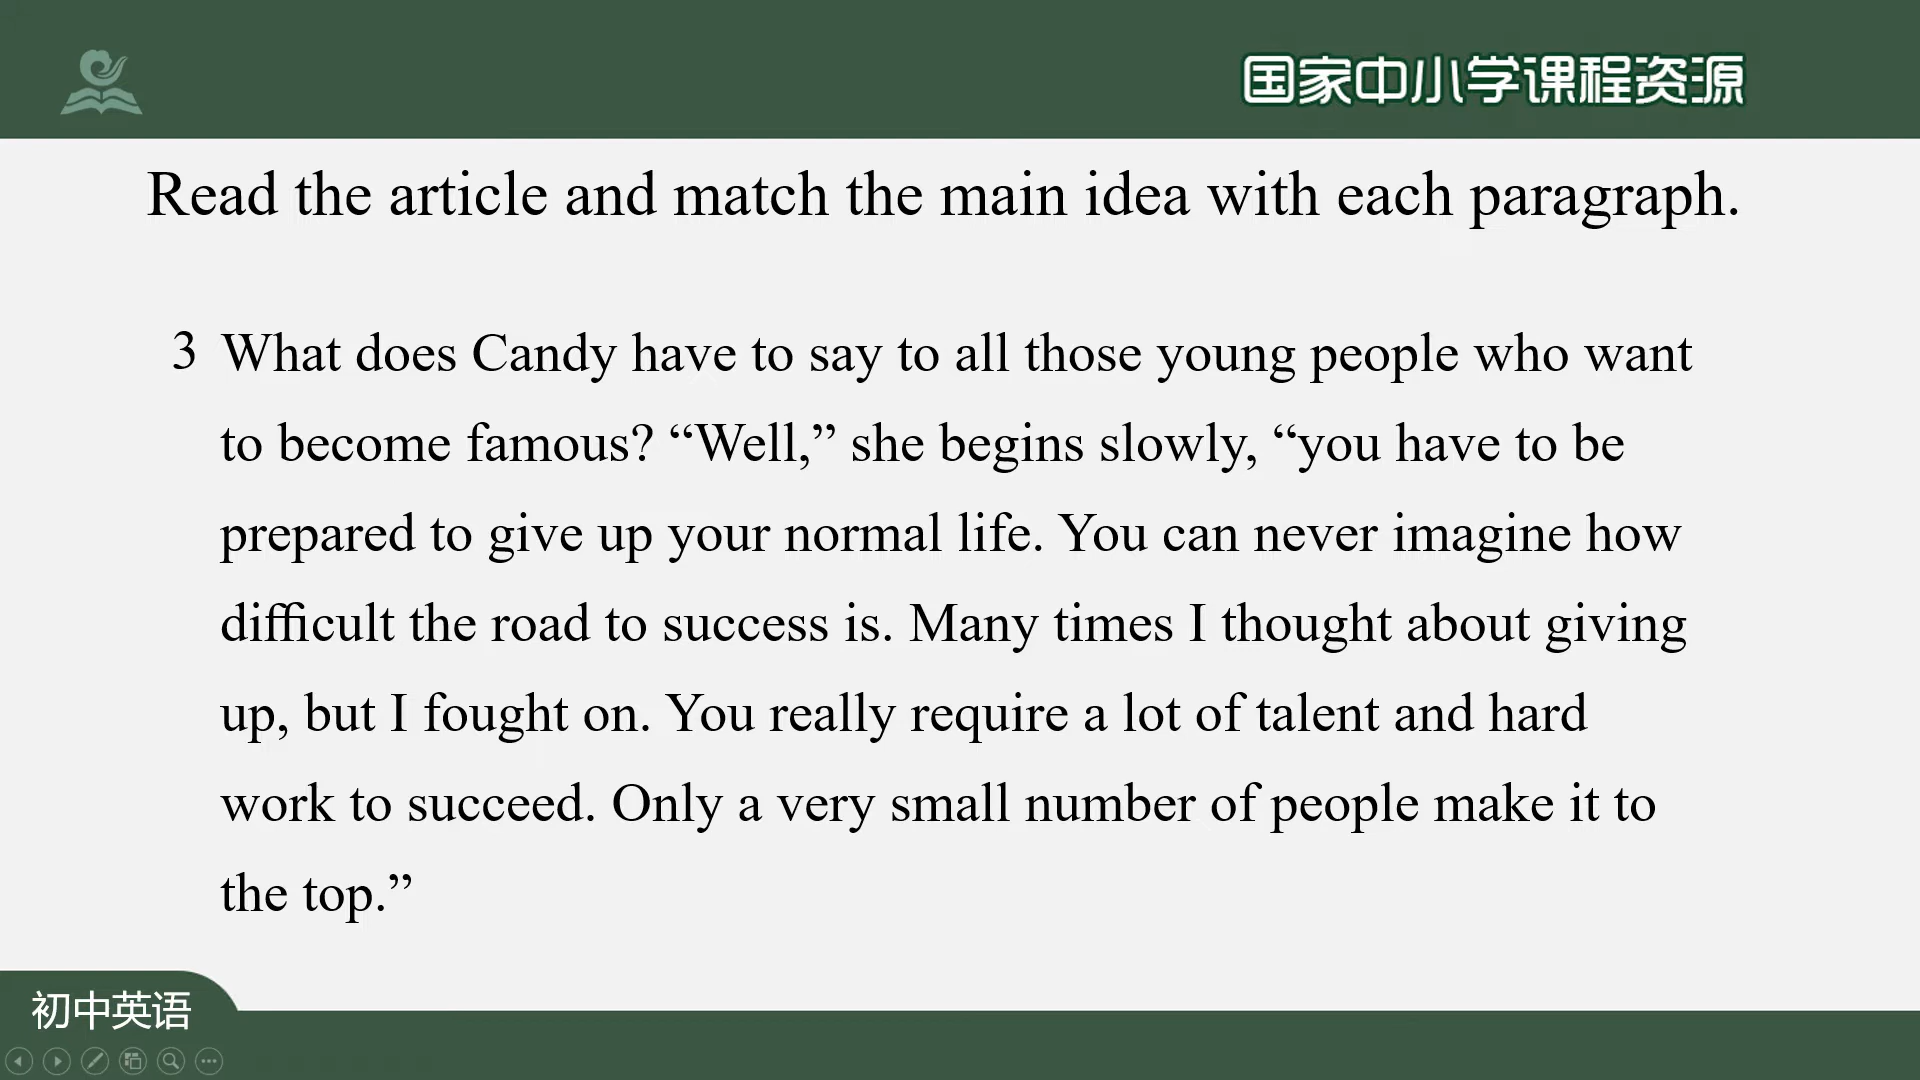 国家中小学课程资源
Read the article and match the main idea with each paragraph.
3 What does Candy have to say to all those young people who want
to become famous? “Well,” she begins slowly, “you have to be
prepared to give up your normal life. You can never imagine how
difficult the road to success is. Many times I thought about giving
up, but I fought on. You really require a lot of talent and hard
work to succeed. Only a very small number of people make it to
the top.”
初中英语